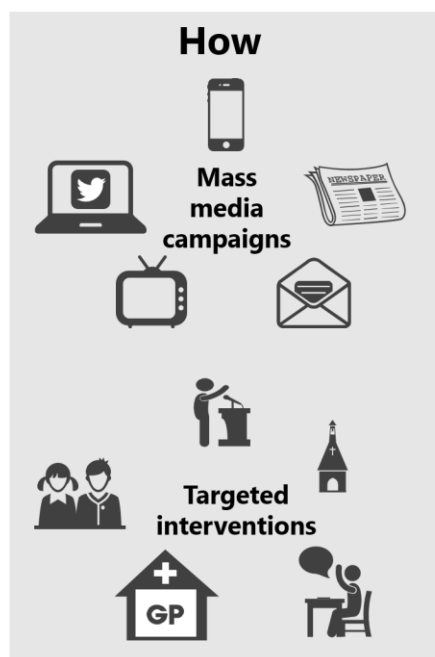 How
Mass
media
campaigns
NEWSPAPER
Targeted
interventions
GP